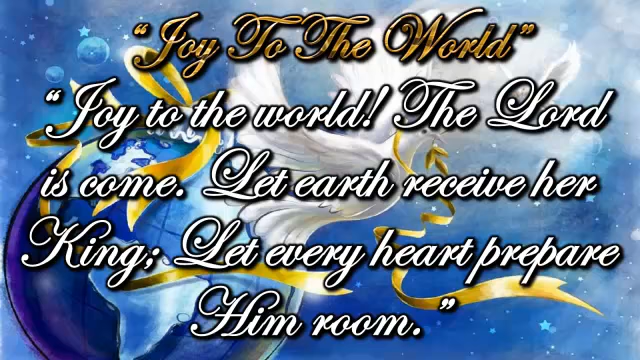 “Joy To The World”
“Joy to the world! The Lord
is come. Let earth receive her
King; Let every heart prepare
Him room.”